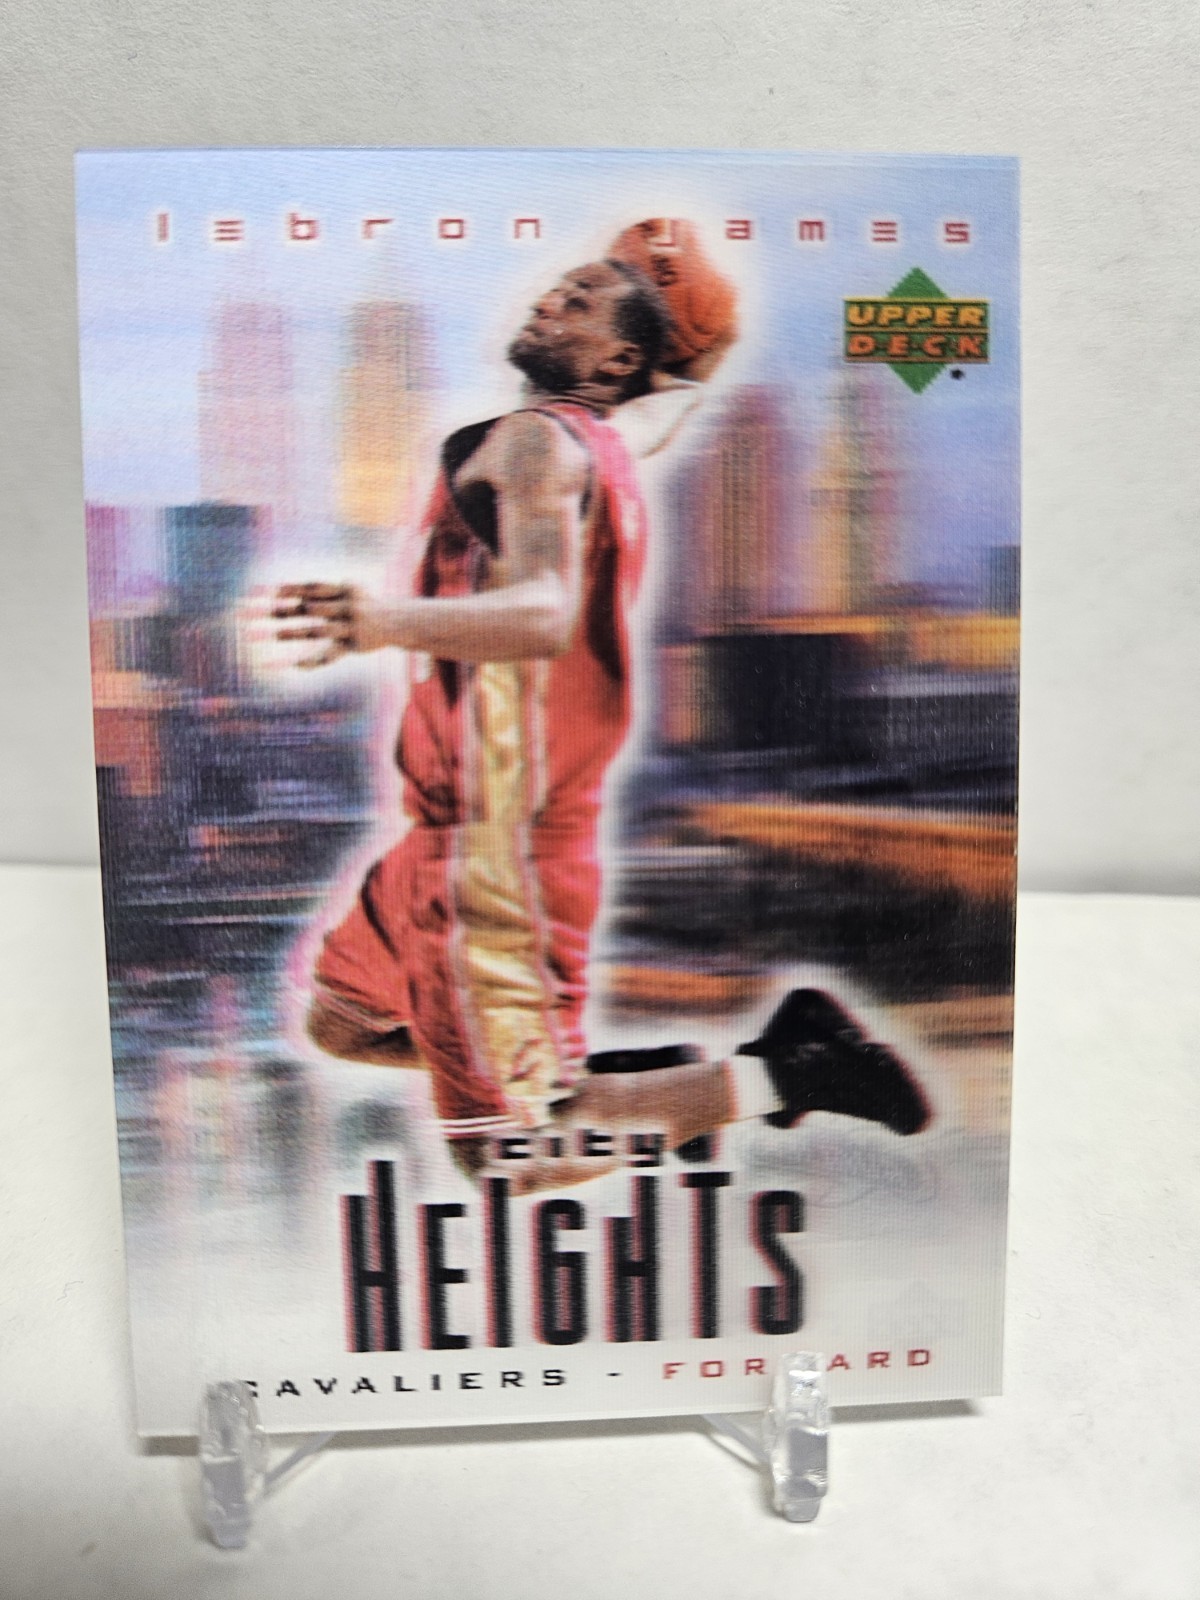 lebron james
UPPER
DECK
city
HEIGHTS
CAVALIERS - FORWARD